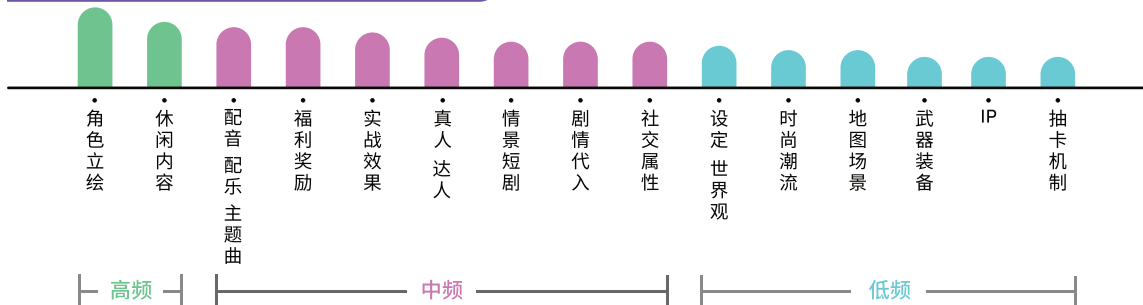 角色立绘
休闲内容
配音 配乐 主题曲
福利奖励
实战效果
真人 达人
情景短剧
剧情代入
社交属性
设定 世界观
时尚潮流
地图场景
武器装备
IP
抽卡机制
高频
中频
低频